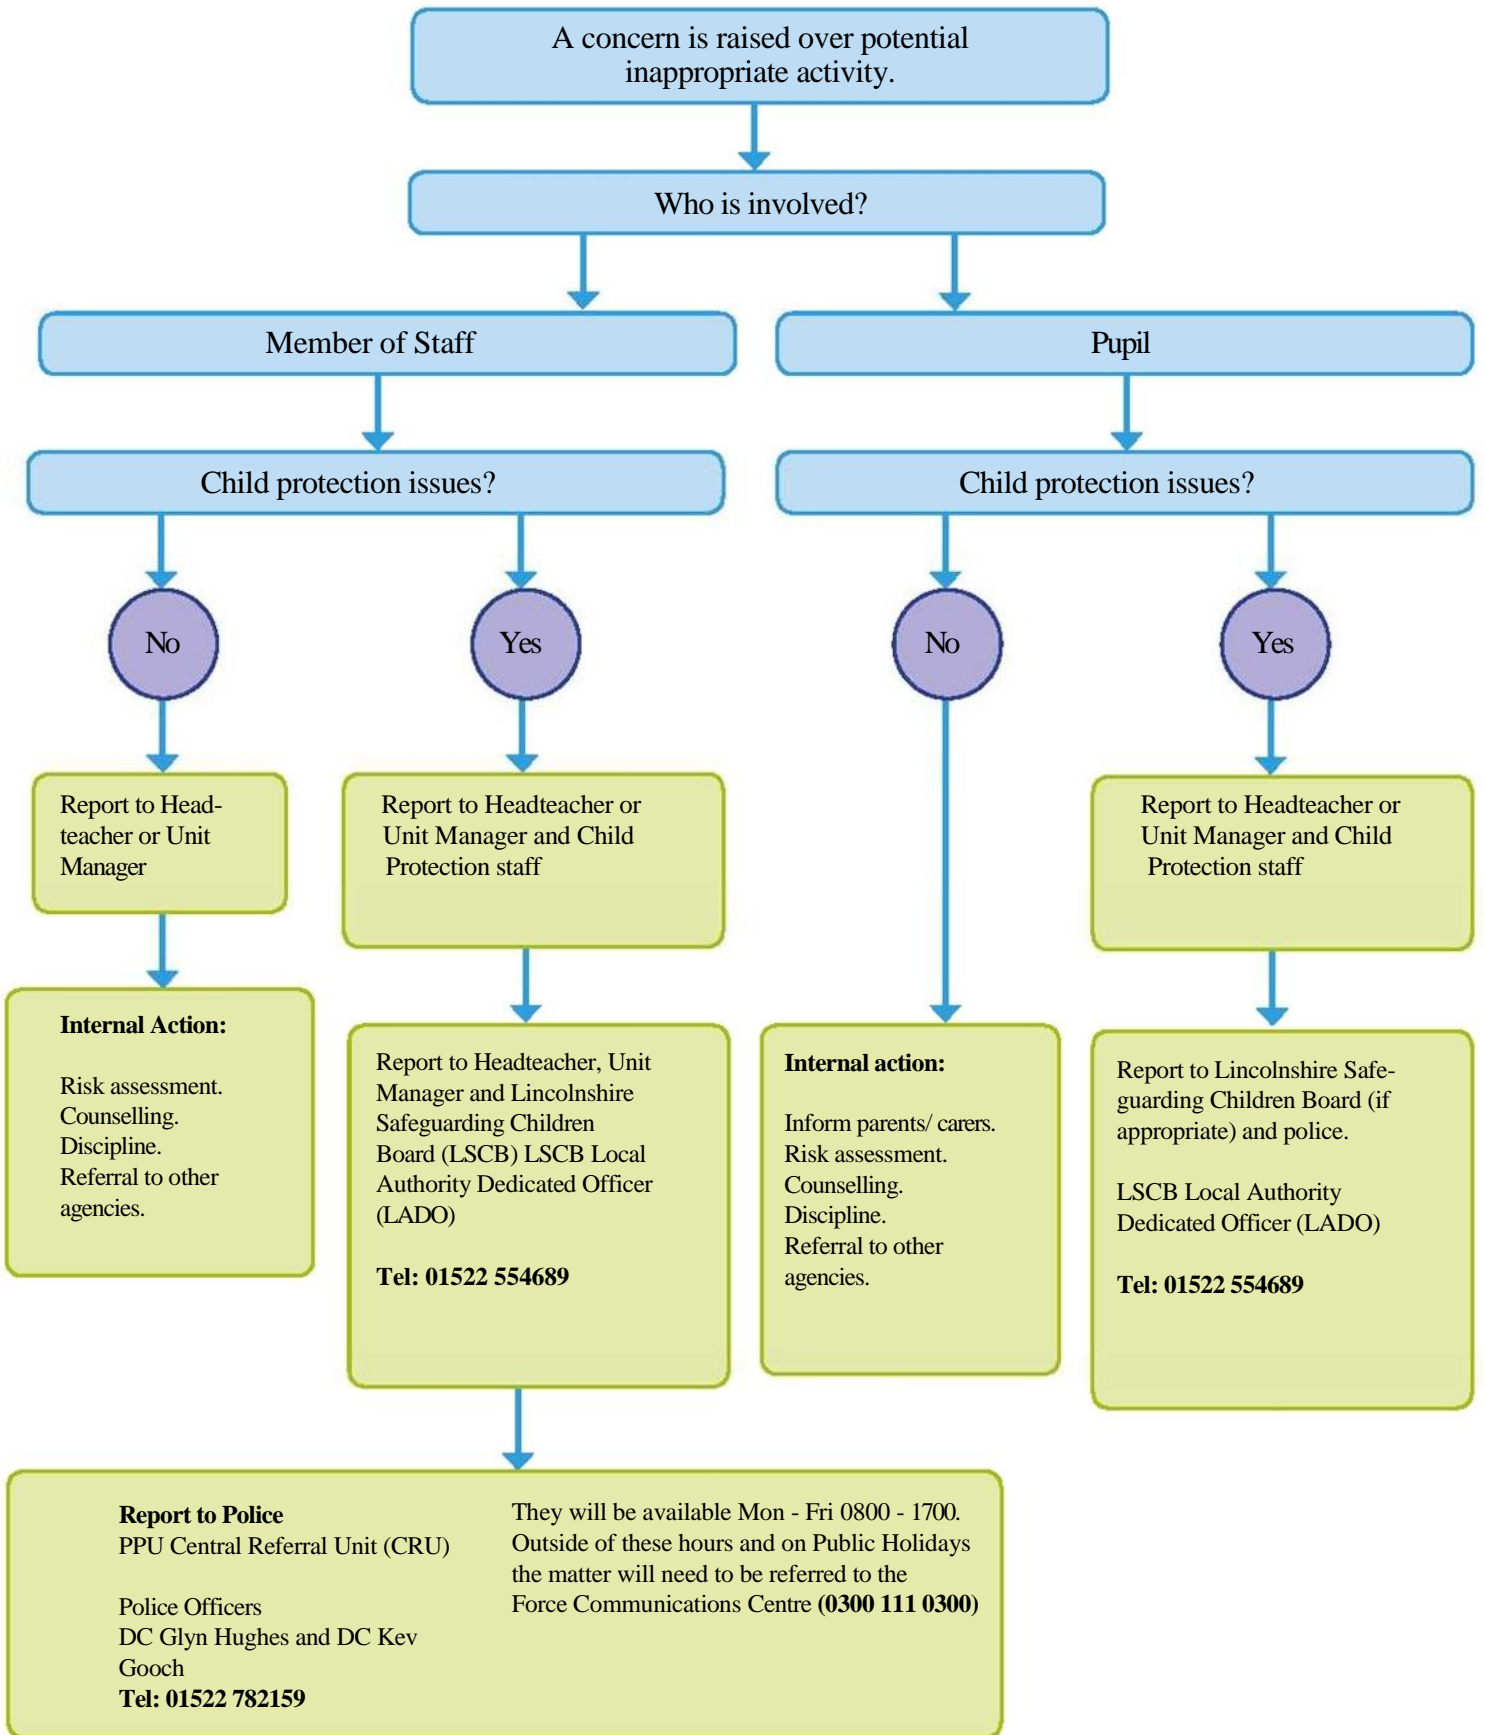 A concern is raised over potential
inappropriate activity.
Who is involved?
Member of Staff
Pupil
Child protection issues?
Child protection issues?
No
Yes
No
Yes
Report to Head-
teacher or Unit
Manager
Report to Headteacher or
Unit Manager and Child
Protection staff
Report to Headteacher or
Unit Manager and Child
Protection staff
Internal Action:
Risk assessment.
Counselling.
Discipline.
Referral to other
agencies.
Report to Headteacher, Unit
Manager and Lincolnshire
Safeguarding Children
Board (LSCB) LSCB Local
Authority Dedicated Officer
(LADO)
Tel: 01522 554689
Internal action:
Inform parents/ carers.
Risk assessment.
Counselling.
Discipline.
Referral to other
agencies.
Report to Lincolnshire Safe-
guarding Children Board (if
appropriate) and police.
LSCB Local Authority
Dedicated Officer (LADO)
Tel: 01522 554689
Report to Police
PPU Central Referral Unit (CRU)
Police Officers
DC Glyn Hughes and DC Kev
Gooch
Tel: 01522 782159
They will be available Mon - Fri 0800 - 1700.
Outside of these hours and on Public Holidays
the matter will need to be referred to the
Force Communications Centre (0300 111 0300)